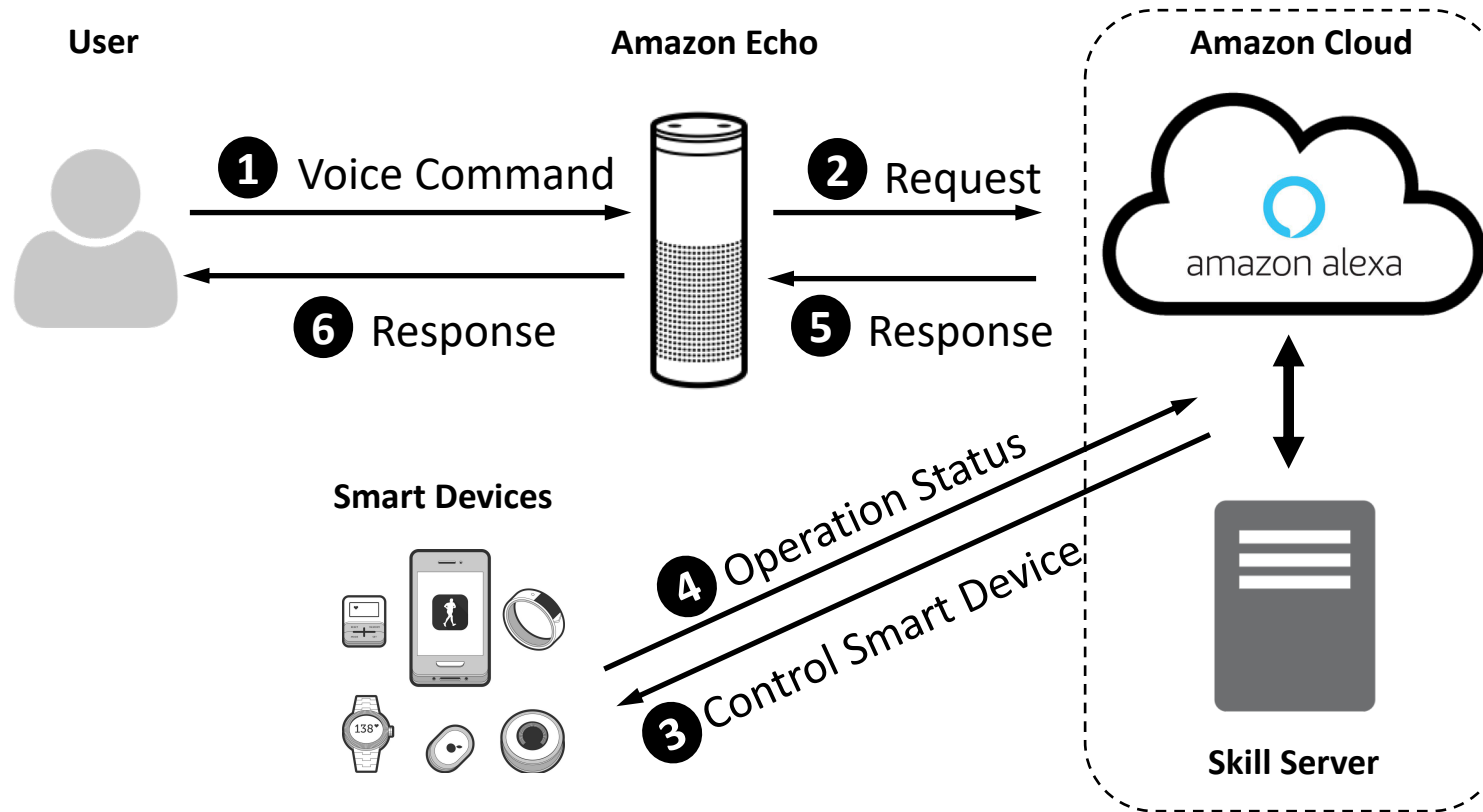 User
Amazon Echo
Amazon Cloud
1 Voice Command
2 Request
amazon alexa
6 Response
5 Response
Smart Devices
4 Operation Status
3 Control Smart Device
138
Skill Server